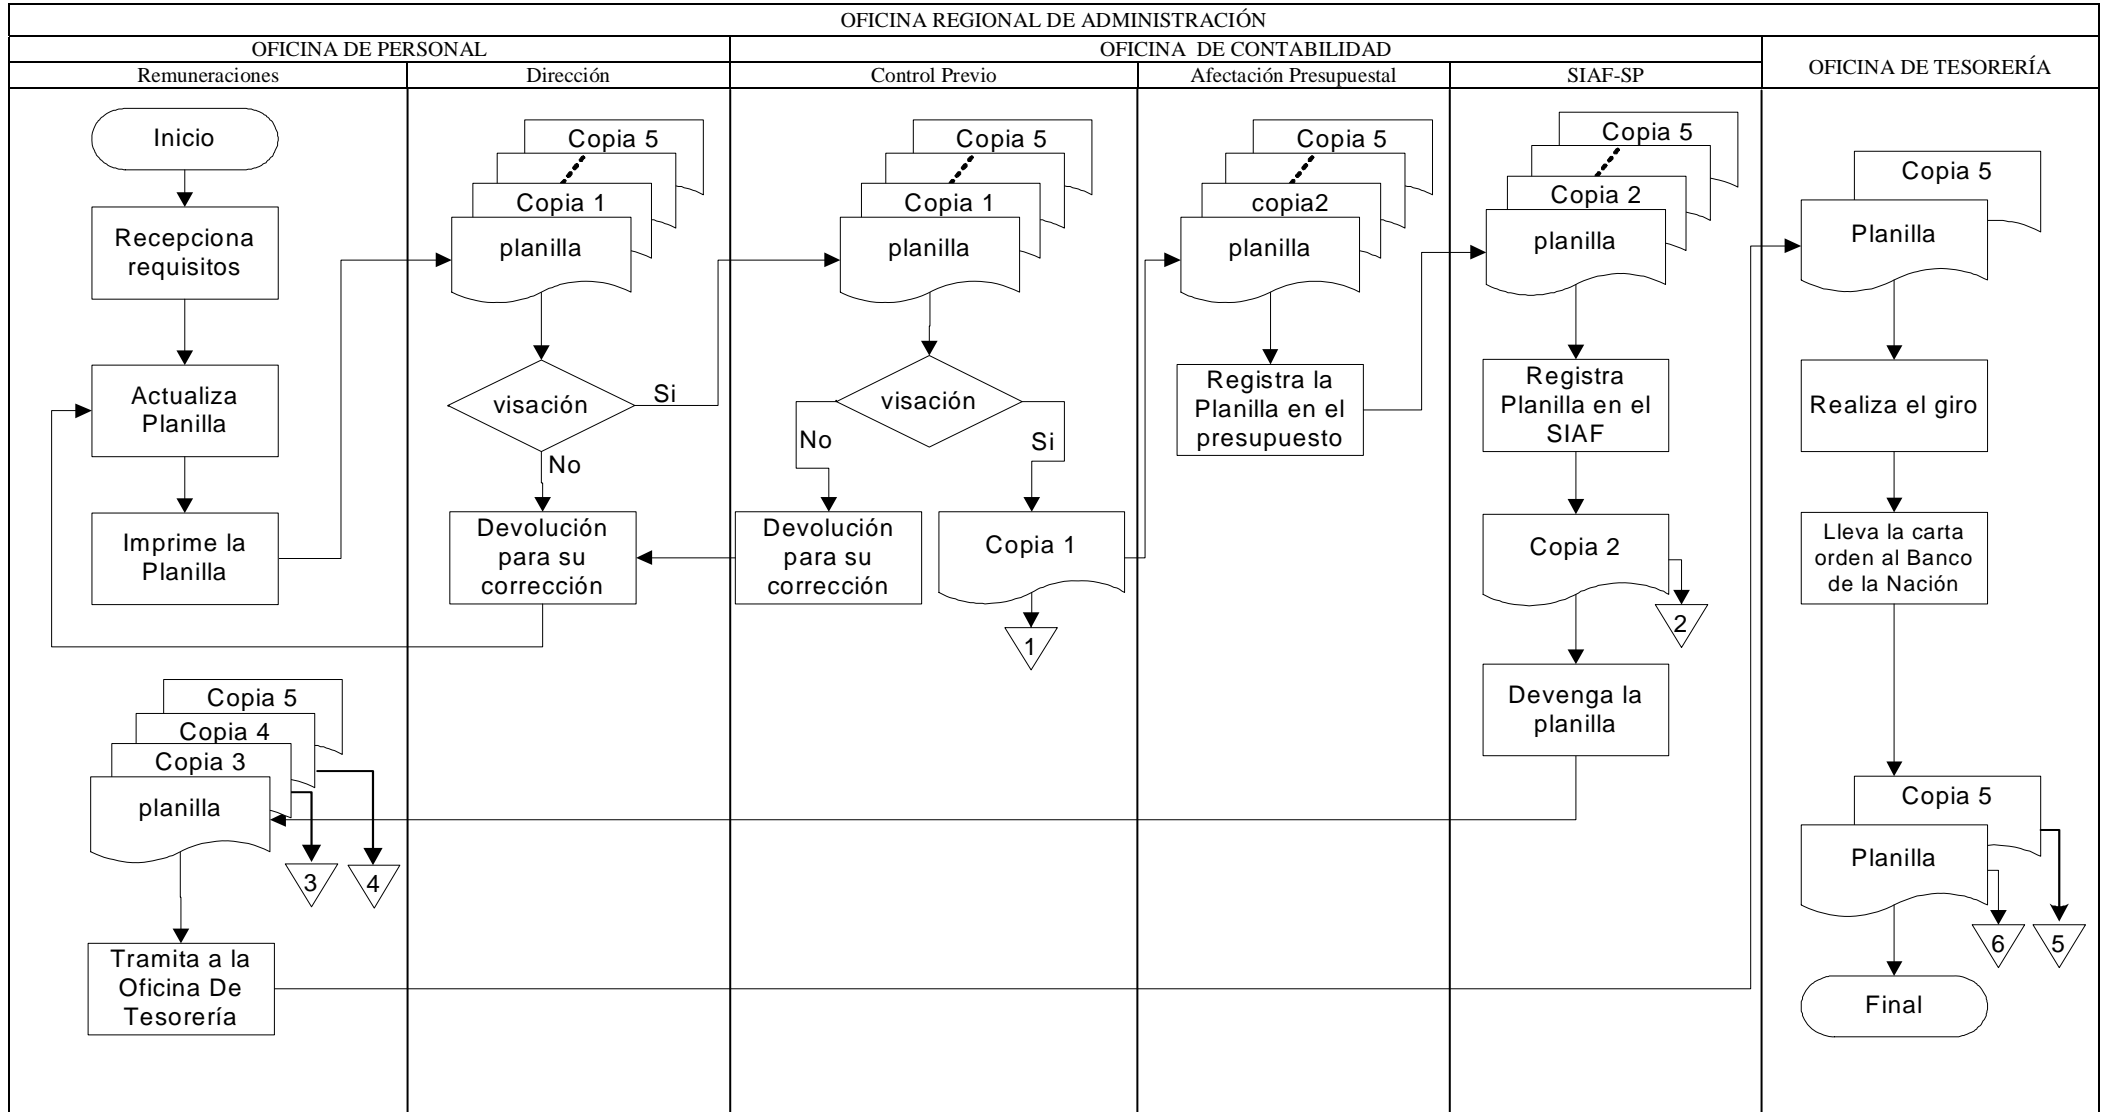 OFICINA REGIONAL DE ADMINISTRACIÓN
OFICINA DE PERSONAL
OFICINA DE CONTABILIDAD
OFICINA DE TESORERÍA
Remuneraciones
Dirección
Control Previo
Afectación Presupuestal
SIAF-SP
Inicio
Recepciona
requisitos
Actualiza
Planilla
Imprime la
Planilla
Copia 5
Copia 4
Copia 3
planilla
3
4
Tramita a la
Oficina De
Tesorería
Copia 5
Copia 1
planilla
visación
Si
No
Devolución
para su
corrección
Copia 5
Copia 1
planilla
visación
No
Si
Devolución
para su
corrección
Copia 1
1
Copia 5
copia2
planilla
Registra la
Planilla en el
presupuesto
Copia 5
Copia 2
planilla
Registra
Planilla en el
SIAF
Copia 2
2
Devenga la
planilla
Copia 5
Planilla
Realiza el giro
Lleva la carta
orden al Banco
de la Nación
Copia 5
Planilla
6
5
Final